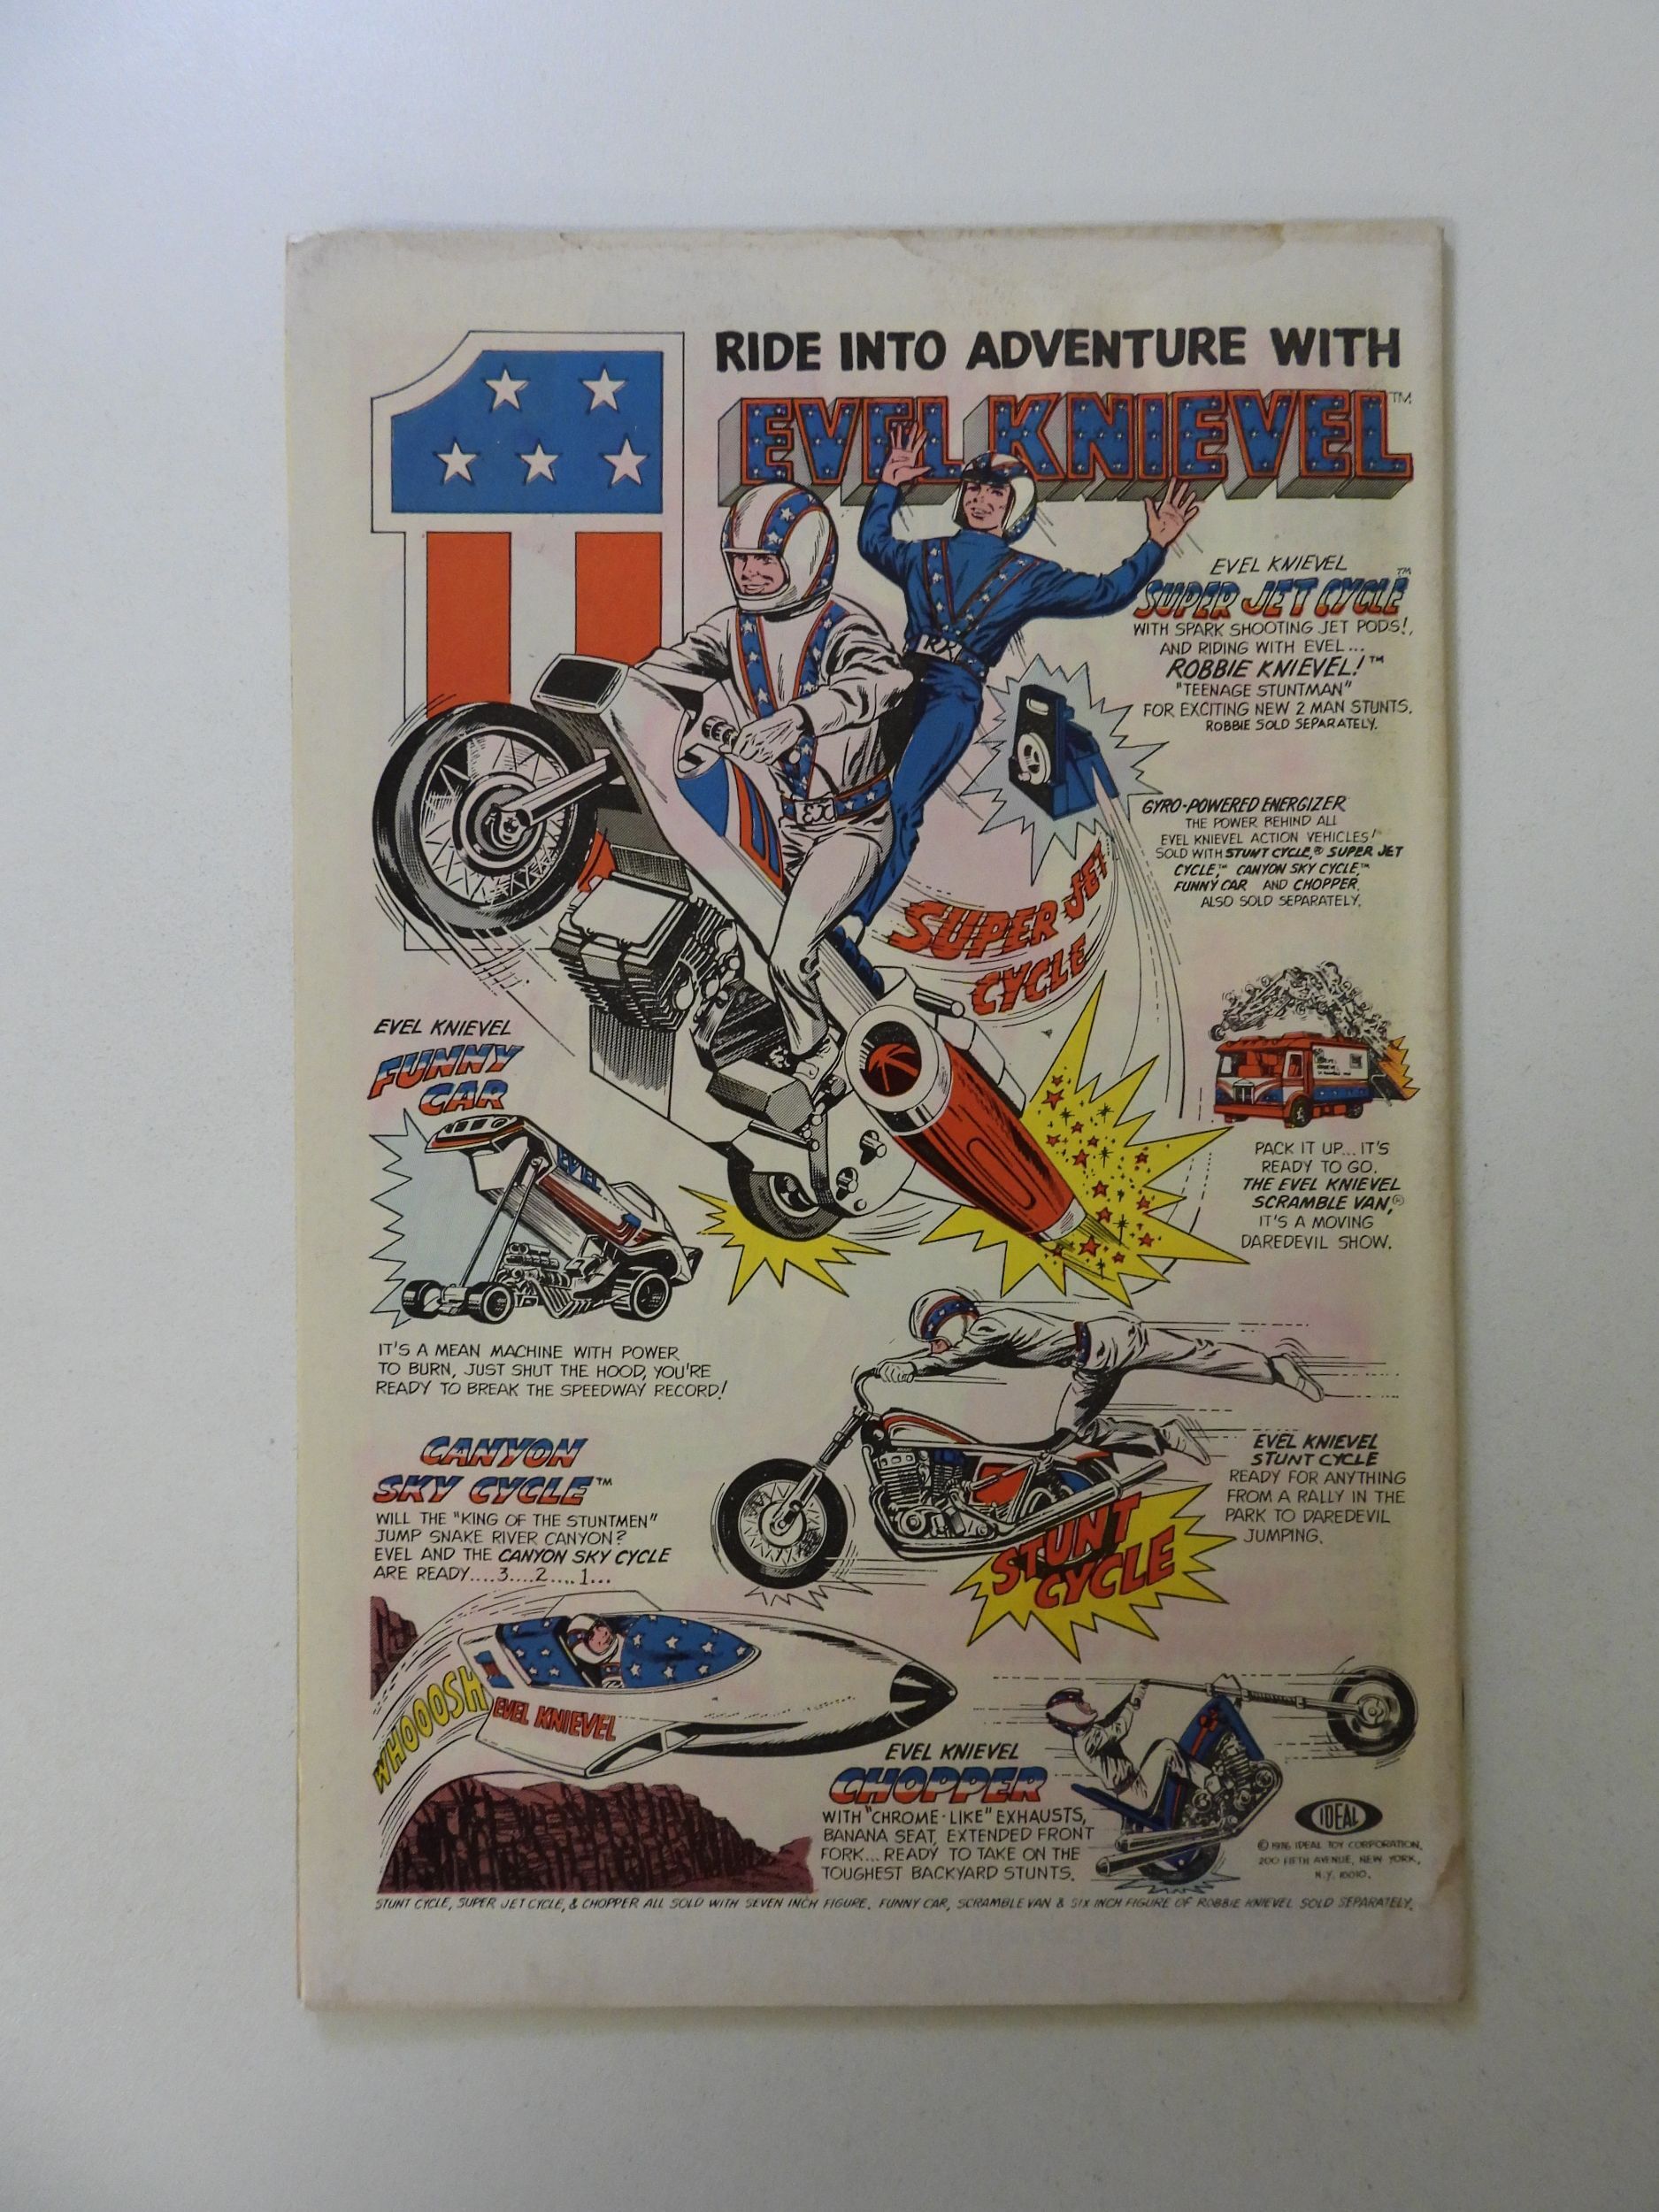 RIDE INTO ADVENTURE WITH
EVEL KNIEVEL™
EVEL KNIEVEL
SUPER JET CYCLE™
WITH SPARK SHOOTING JET PODS!,
AND RIDING WITH EVEL...
ROBBIE KNIEVEL!™
"TEENAGE STUNTMAN"
FOR EXCITING NEW 2 MAN STUNTS.
ROBBIE SOLD SEPARATELY.
GYRO-POWERED ENERGIZER
THE POWER BEHIND ALL
EVEL KNIEVEL ACTION VEHICLES!
SOLD WITH STUNT CYCLE,® SUPER JET
CYCLE,™ CANYON SKY CYCLE,™
FUNNY CAR AND CHOPPER.
ALSO SOLD SEPARATELY.
SUPER JET
CYCLE
EVEL KNIEVEL
FUNNY
CAR
EVEL
1
IT'S A MEAN MACHINE WITH POWER
TO BURN, JUST SHUT THE HOOD, YOU'RE
READY TO BREAK THE SPEEDWAY RECORD!
PACK IT UP... IT'S
READY TO GO.
THE EVEL KNIEVEL
SCRAMBLE VAN,®
IT'S A MOVING
DAREDEVIL SHOW.
CANYON
SKY CYCLE™
WILL THE "KING OF THE STUNTMEN"
JUMP SNAKE RIVER CANYON?
EVEL AND THE CANYON SKY CYCLE
ARE READY....3....2....1...
EVEL KNIEVEL
STUNT CYCLE
READY FOR ANYTHING
FROM A RALLY IN THE
PARK TO DAREDEVIL
JUMPING.
STUNT
CYCLE
WHOOOSH
EVEL KNIEVEL
EVEL KNIEVEL
CHOPPER
WITH "CHROME-LIKE" EXHAUSTS,
BANANA SEAT, EXTENDED FRONT
FORK...READY TO TAKE ON THE
TOUGHEST BACKYARD STUNTS.
IDEAL
© 1976 IDEAL TOY CORPORATION,
200 FIFTH AVENUE, NEW YORK,
N.Y. 10010.
STUNT CYCLE, SUPER JET CYCLE, & CHOPPER ALL SOLD WITH SEVEN INCH FIGURE. FUNNY CAR, SCRAMBLE VAN & SIX INCH FIGURE OF ROBBIE KNIEVEL SOLD SEPARATELY.